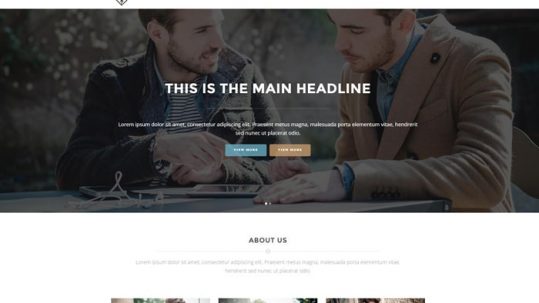 THIS IS THE MAIN HEADLINE
Lorem ipsum dolor sit amet, consectetur adipiscing elit. Praesent metus magna, malesuada porta elementum vitae, hendrerit
sed nunec ut placerat odio.
VIEW MORE VIEW MORE
ABOUT US
Lorem ipsum dolor sit amet, consectetur adipiscing elit. Praesent metus magna, malesuada porta elementum vitae,
hendrerit sed nunec, ut placerat odio